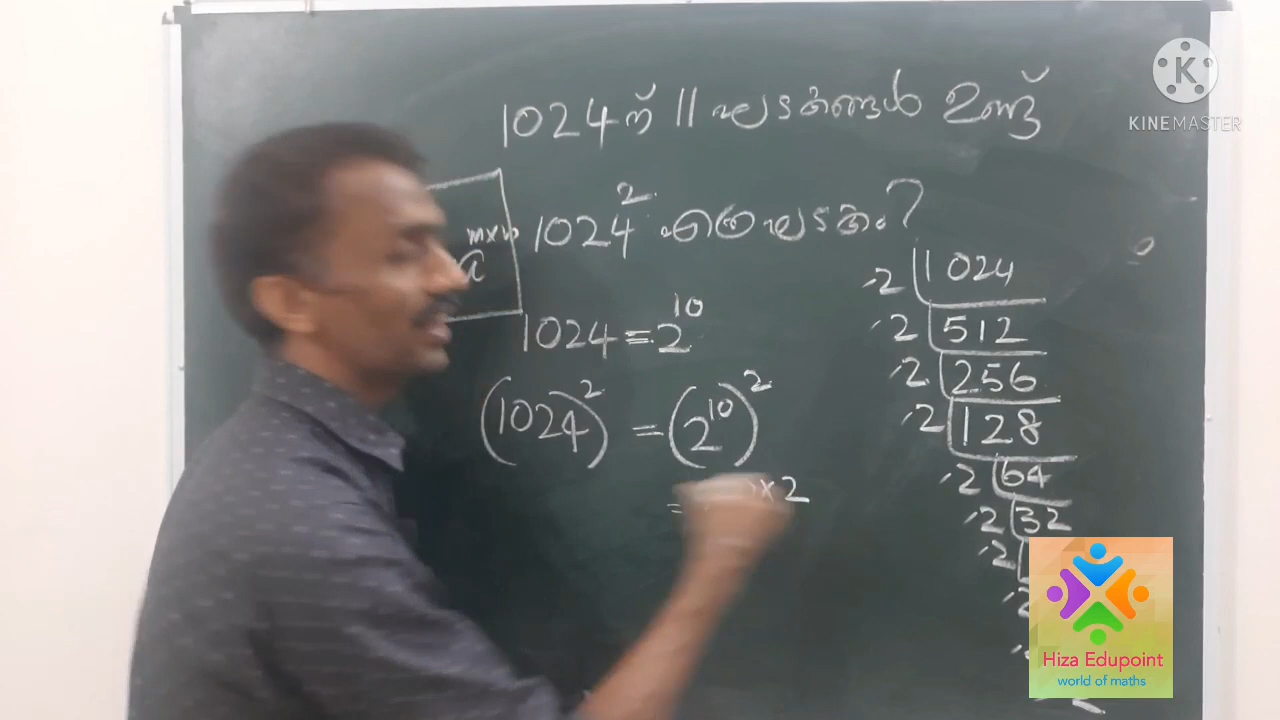 1024ന് 11 ഘടകങ്ങൾ ഉണ്ട്
1024² എത്ര ഘടകം?
m×n
a
1024 = 2¹⁰
(1024)² = (2¹⁰)²
= ×2
2 | 1024
2 | 512
2 | 256
2 | 128
2 | 64
2 | 32
2
2
KINEMASTER
Hiza Edupoint
world of maths